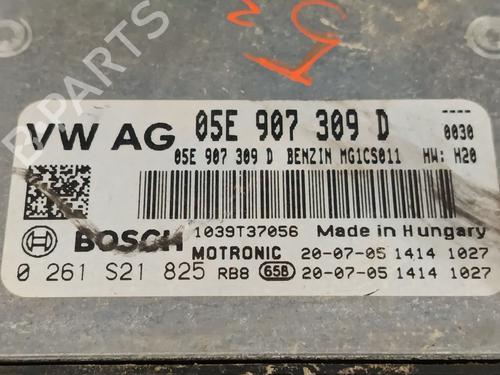 B-PARTS
VW AG 05E 907 309 D 0030
05E 907 309 D BENZIN MG1CS011 HW: H20
1039T37056 Made in Hungary
BOSCH MOTRONIC 20-07-05 1414 1027
0 261 S21 825 RB8 65B 20-07-05 1414 1027